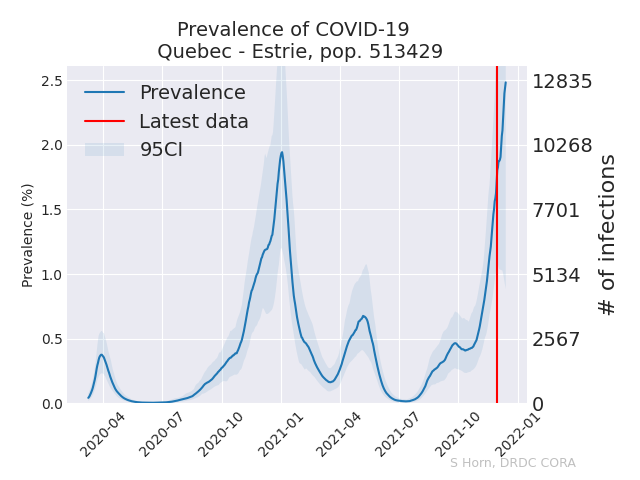 Prevalence of COVID-19
Quebec - Estrie, pop. 513429
Prevalence
Latest data
95CI
Prevalence (%)
2.5
2.0
1.5
1.0
0.5
0.0
12835
10268
7701
5134
2567
0
# of infections
2020-04
2020-07
2020-10
2021-01
2021-04
2021-07
2021-10
2022-01
S Horn, DRDC CORA